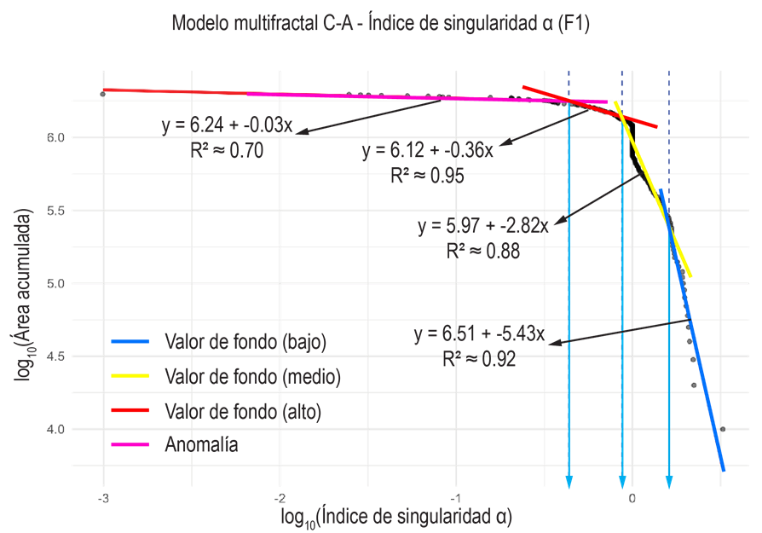 Modelo multifractal C-A - Índice de singularidad α (F1)
log10(Área acumulada)
6.0
5.5
5.0
4.5
4.0
y = 6.24 + -0.03x
R² ≈ 0.70
y = 6.12 + -0.36x
R² ≈ 0.95
y = 5.97 + -2.82x
R² ≈ 0.88
y = 6.51 + -5.43x
R² ≈ 0.92
Valor de fondo (bajo)
Valor de fondo (medio)
Valor de fondo (alto)
Anomalía
-3 -2 -1 0
log10(Índice de singularidad α)